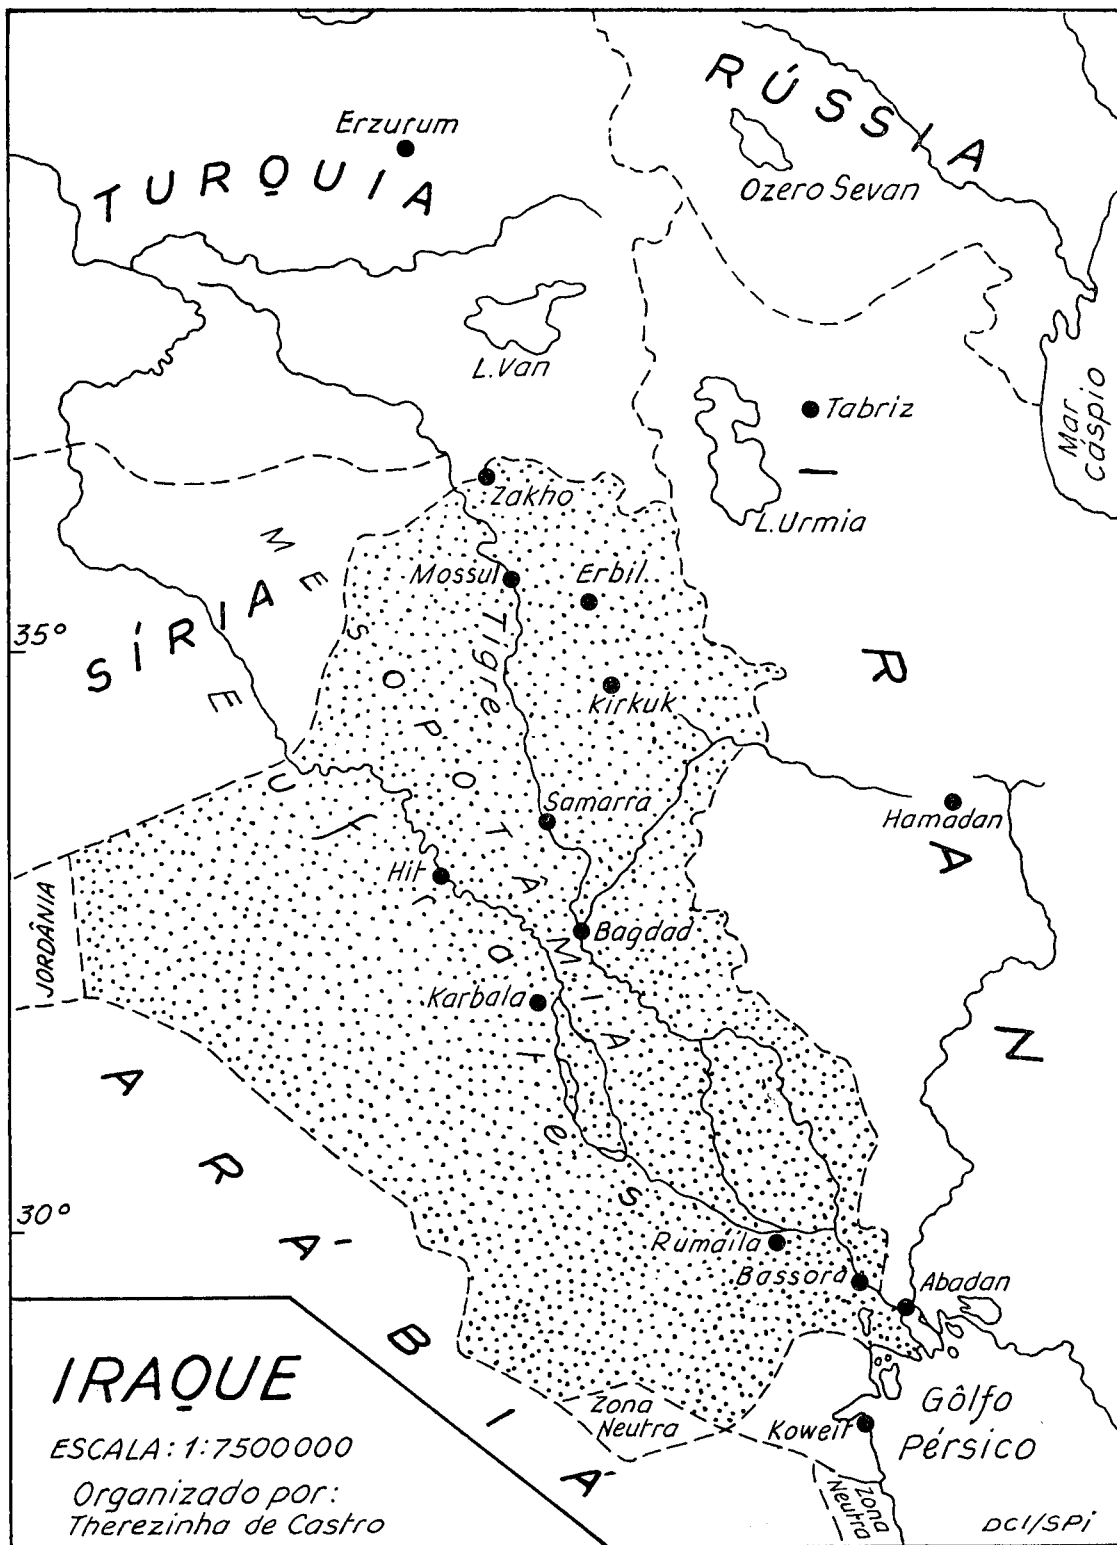 RÚSSIA
Erzurum
TURQUIA
Ozero Sevan
L.Van
Tabriz
Mar Cáspio
Zakho
L.Urmia
MESOPOTÂMIA
Mossul
Erbil
Tigre
SÍRIA
35°
Kirkuk
IRAN
EUFrOTes
Samarra
Hamadan
Hit
Bagdad
JORDÂNIA
Karbala
ARÁBIA
30°
Rumaila
Bassorá
Abadan
IRAQUE
Zona
Neutra
Koweit
Gôlfo
Pérsico
ESCALA: 1:7500000
Organizado por:
Therezinha de Castro
Zona
Neutra
DCI/SPi